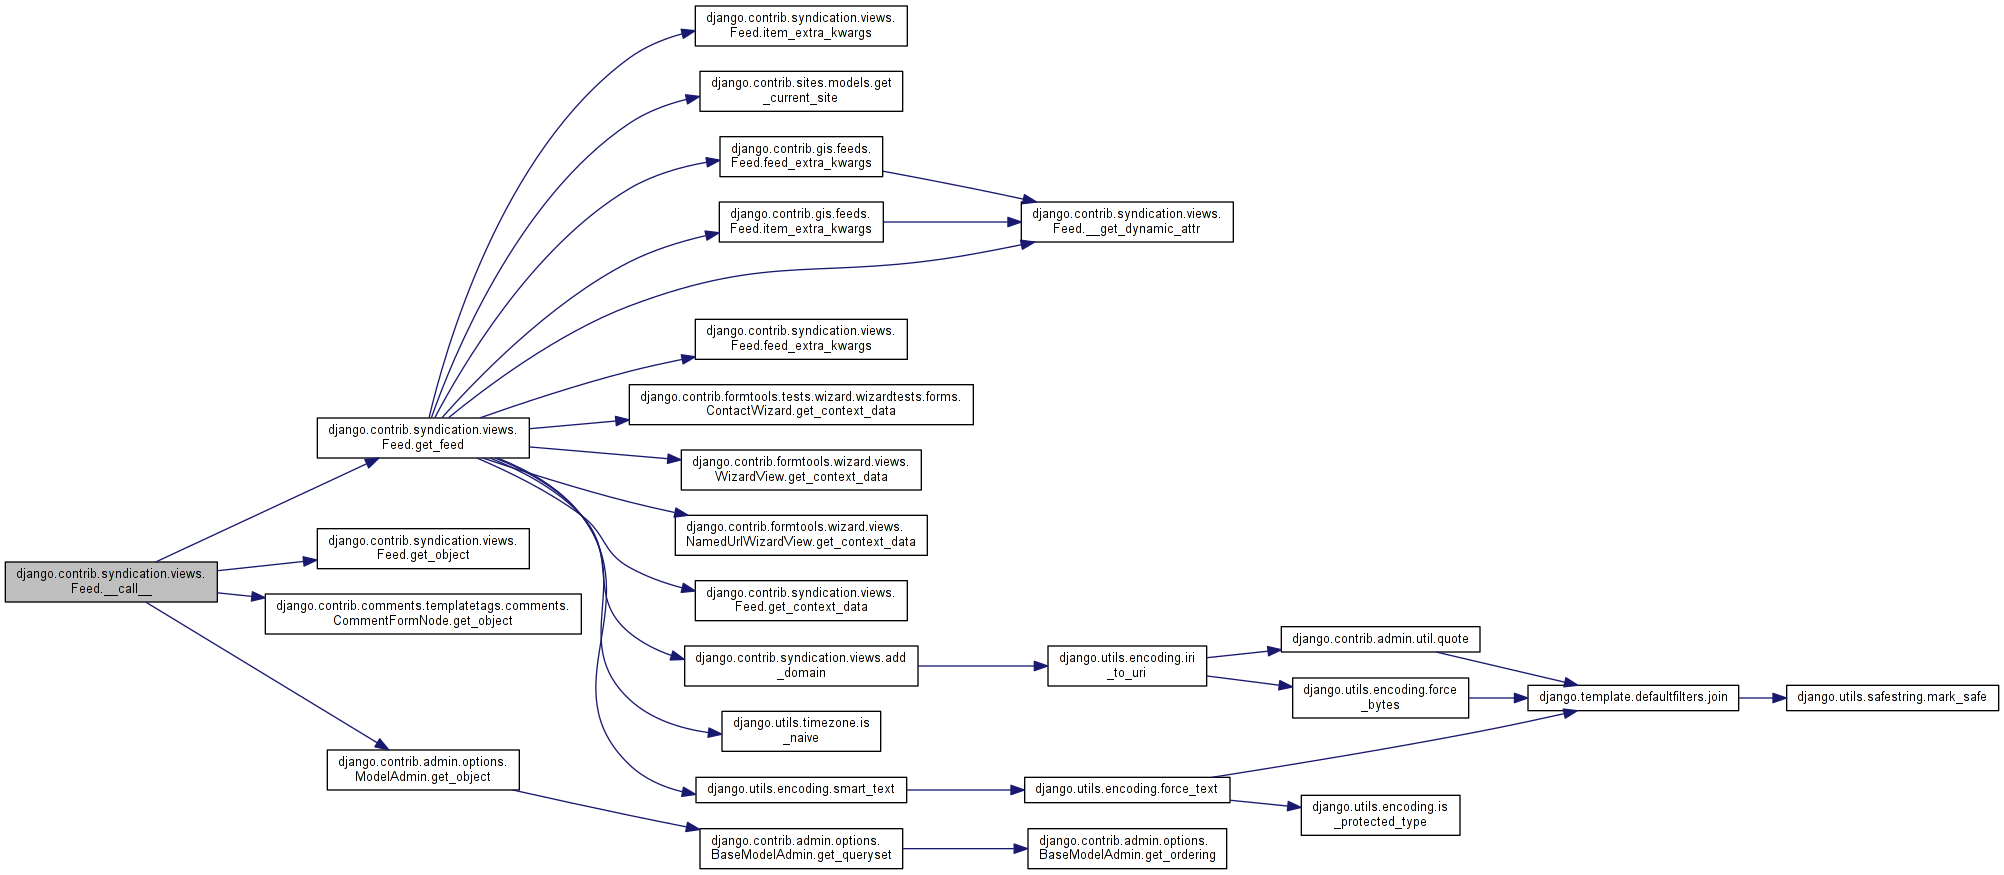 django.contrib.syndication.views.
Feed.item_extra_kwargs
django.contrib.sites.models.get
_current_site
django.contrib.gis.feeds.
Feed.feed_extra_kwargs
django.contrib.gis.feeds.
Feed.item_extra_kwargs
django.contrib.syndication.views.
Feed.__get_dynamic_attr
django.contrib.syndication.views.
Feed.feed_extra_kwargs
django.contrib.formtools.tests.wizard.wizardtests.forms.
ContactWizard.get_context_data
django.contrib.syndication.views.
Feed.get_feed
django.contrib.formtools.wizard.views.
WizardView.get_context_data
django.contrib.formtools.wizard.views.
NamedUrlWizardView.get_context_data
django.contrib.syndication.views.
Feed.get_object
django.contrib.syndication.views.
Feed.__call__
django.contrib.comments.templatetags.comments.
CommentFormNode.get_object
django.contrib.syndication.views.
Feed.get_context_data
django.contrib.syndication.views.add
_domain
django.utils.encoding.iri
_to_uri
django.contrib.admin.util.quote
django.utils.encoding.force
_bytes
django.template.defaultfilters.join
django.utils.safestring.mark_safe
django.utils.timezone.is
_naive
django.contrib.admin.options.
ModelAdmin.get_object
django.utils.encoding.smart_text
django.utils.encoding.force_text
django.utils.encoding.is
_protected_type
django.contrib.admin.options.
BaseModelAdmin.get_queryset
django.contrib.admin.options.
BaseModelAdmin.get_ordering